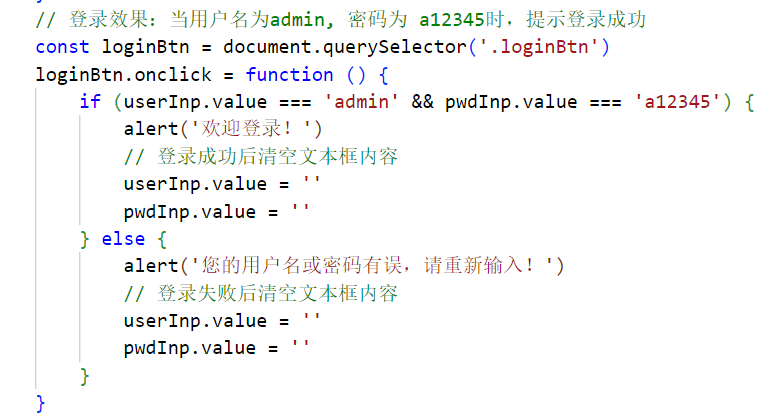 }
// 登录效果：当用户名为admin, 密码为 a12345时，提示登录成功
const loginBtn = document.querySelector('.loginBtn')
loginBtn.onclick = function () {
    if (userInp.value === 'admin' && pwdInp.value === 'a12345') {
        alert('欢迎登录！')
        // 登录成功后清空文本框内容
        userInp.value = ''
        pwdInp.value = ''
    } else {
        alert('您的用户名或密码有误，请重新输入！')
        // 登录失败后清空文本框内容
        userInp.value = ''
        pwdInp.value = ''
    }
}